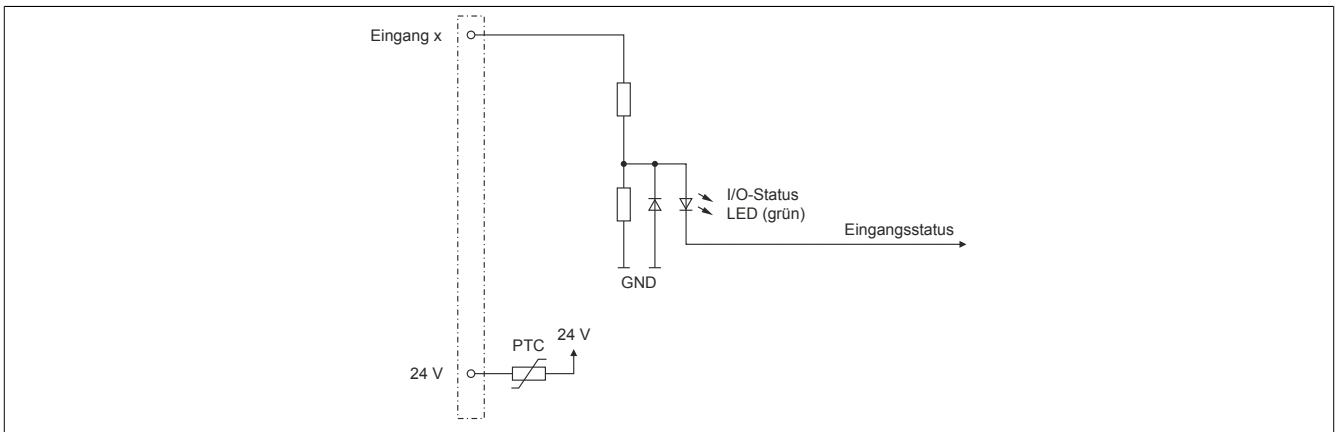 Eingang x
I/O-Status
LED (grün)
Eingangsstatus
GND
24 V
PTC
24 V